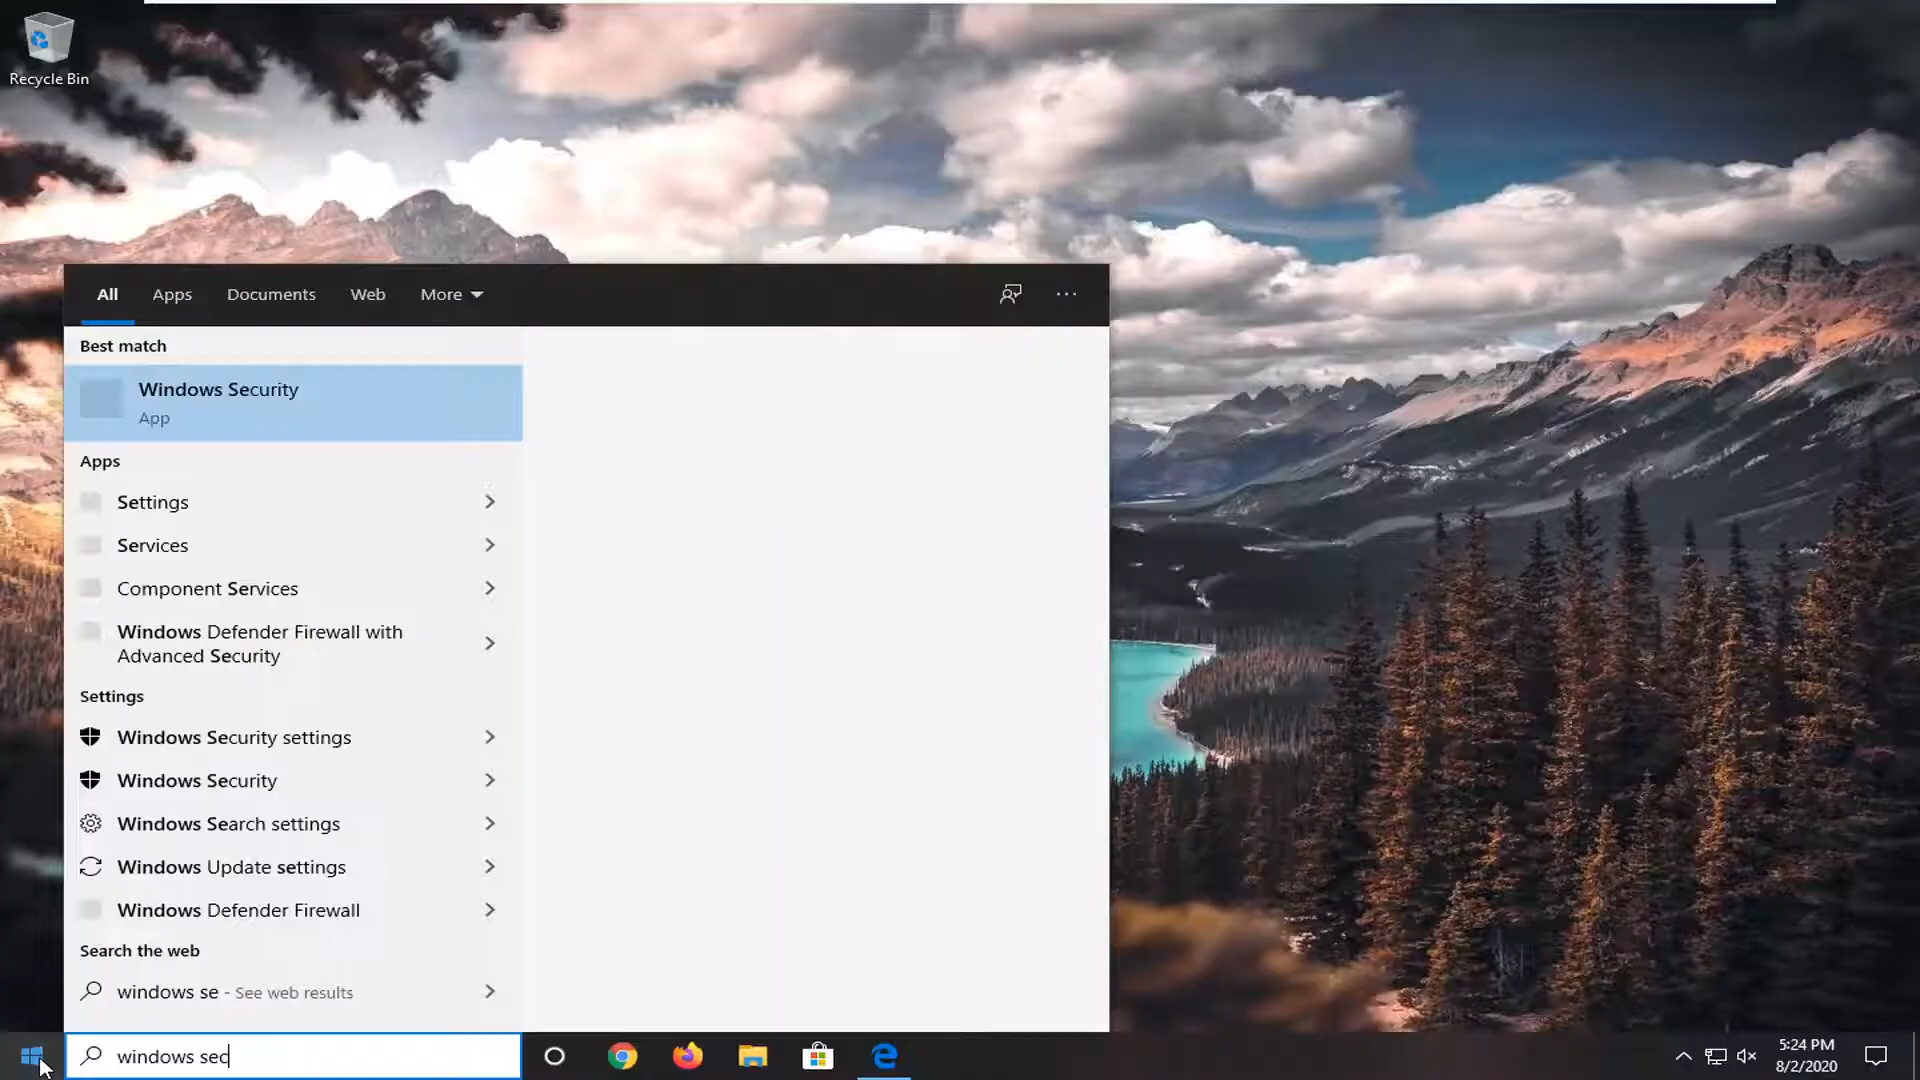 Recycle Bin
All Apps Documents Web More
Best match
Windows Security
App
Apps
Settings
Services
Component Services
Windows Defender Firewall with
Advanced Security
Settings
Windows Security settings
Windows Security
Windows Search settings
Windows Update settings
Windows Defender Firewall
Search the web
windows se - See web results
windows sec
5:24 PM
8/2/2020